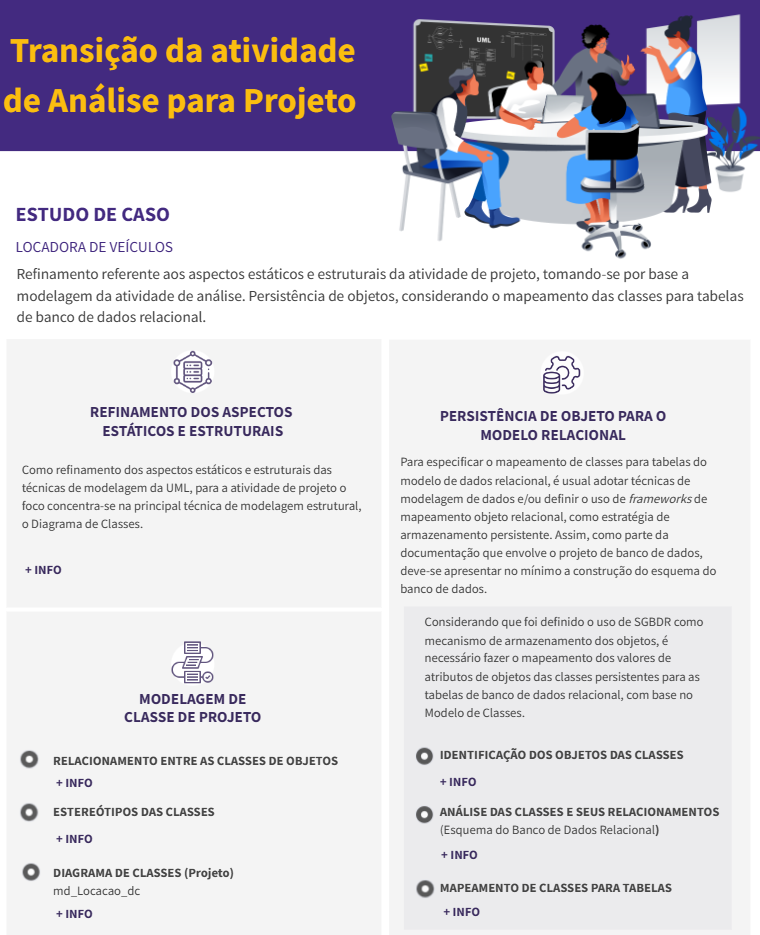 Transição da atividade
de Análise para Projeto
UML
ESTUDO DE CASO
LOCADORA DE VEÍCULOS
Refinamento referente aos aspectos estáticos e estruturais da atividade de projeto, tomando-se por base a
modelagem da atividade de análise. Persistência de objetos, considerando o mapeamento das classes para tabelas
de banco de dados relacional.
REFINAMENTO DOS ASPECTOS
ESTÁTICOS E ESTRUTURAIS
Como refinamento dos aspectos estáticos e estruturais das
técnicas de modelagem da UML, para a atividade de projeto o
foco concentra-se na principal técnica de modelagem estrutural,
o Diagrama de Classes.
+ INFO
MODELAGEM DE
CLASSE DE PROJETO
RELACIONAMENTO ENTRE AS CLASSES DE OBJETOS
+ INFO
ESTEREÓTIPOS DAS CLASSES
+ INFO
DIAGRAMA DE CLASSES (Projeto)
md_Locacao_dc
+ INFO
PERSISTÊNCIA DE OBJETO PARA O
MODELO RELACIONAL
Para especificar o mapeamento de classes para tabelas do
modelo de dados relacional, é usual adotar técnicas de
modelagem de dados e/ou definir o uso de frameworks de
mapeamento objeto relacional, como estratégia de
armazenamento persistente. Assim, como parte da
documentação que envolve o projeto de banco de dados,
deve-se apresentar no mínimo a construção do esquema do
banco de dados.
Considerando que foi definido o uso de SGBDR como
mecanismo de armazenamento dos objetos, é
necessário fazer o mapeamento dos valores de
atributos de objetos das classes persistentes para as
tabelas de banco de dados relacional, com base no
Modelo de Classes.
IDENTIFICAÇÃO DOS OBJETOS DAS CLASSES
+ INFO
ANÁLISE DAS CLASSES E SEUS RELACIONAMENTOS
(Esquema do Banco de Dados Relacional)
+ INFO
MAPEAMENTO DE CLASSES PARA TABELAS
+ INFO